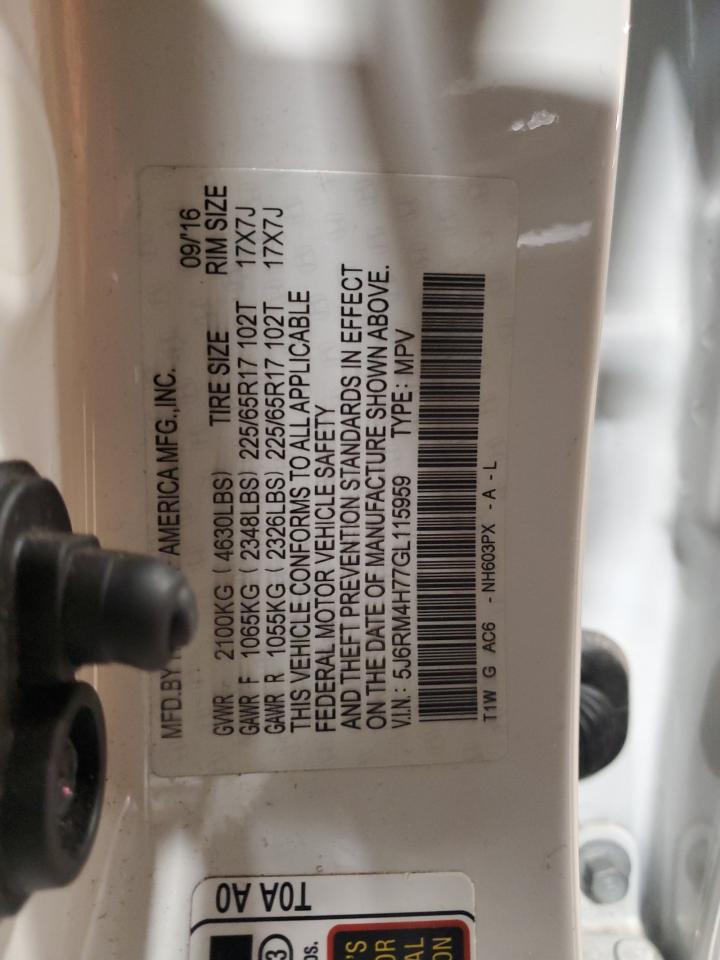 MFD.BY AMERICA MFG.,INC. 09/16
GVWR 2100KG ( 4630LBS) TIRE SIZE RIM SIZE
GAWR F 1065KG ( 2348LBS) 225/65R17 102T 17X7J
GAWR R 1055KG ( 2326LBS) 225/65R17 102T 17X7J
THIS VEHICLE CONFORMS TO ALL APPLICABLE
FEDERAL MOTOR VEHICLE SAFETY
AND THEFT PREVENTION STANDARDS IN EFFECT
ON THE DATE OF MANUFACTURE SHOWN ABOVE.
V.I.N.: 5J6RM4H77GL115959 TYPE: MPV
T1W G AC6 - NH603PX - A - L
T0A A0
3